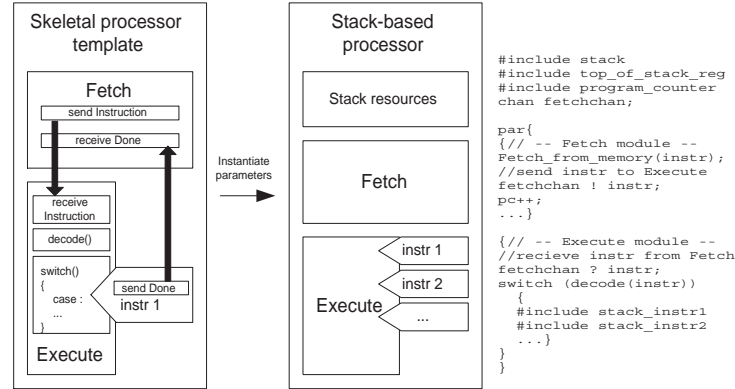 Skeletal processor
template
Fetch
send Instruction
receive Done
receive
Instruction
decode()
switch()
{
case :
...
}
send Done
instr 1
Execute
Instantiate
parameters
Stack-based
processor
Stack resources
Fetch
instr 1
instr 2
...
Execute
#include stack
#include top_of_stack_reg
#include program_counter
chan fetchchan;
par{
{// -- Fetch module --
Fetch_from_memory(instr);
//send instr to Execute
fetchchan ! instr;
pc++;
...}
{// -- Execute module --
//recieve instr from Fetch
fetchchan ? instr;
switch (decode(instr))
{
#include stack_instr1
#include stack_instr2
...}
}
}